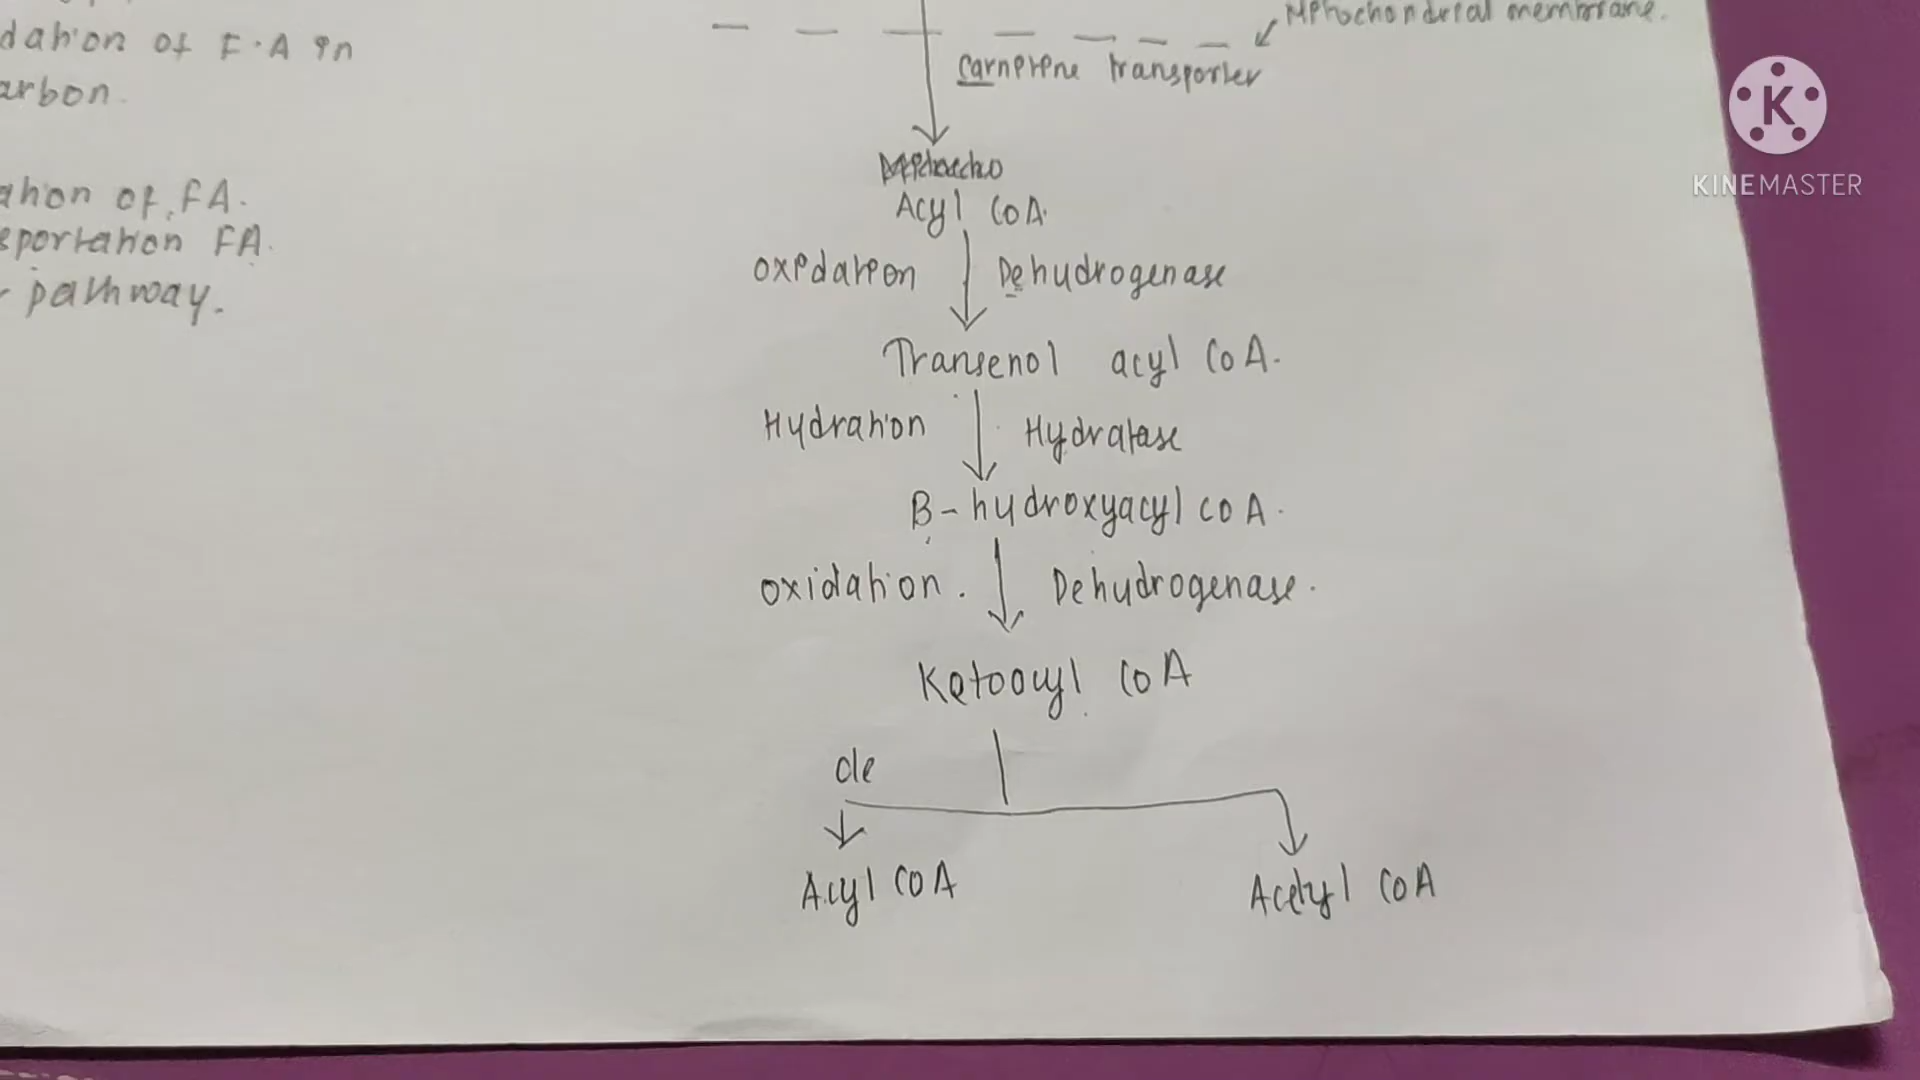 dation of F.A in
arbon.
ation of FA.
sportation FA.
pathway.
Mitochondrial membrane.
Carnitine transporter
Acyl CoA.
Oxidation Dehydrogenase
Transenol acyl CoA.
Hydration Hydratase
B-hydroxyacyl CoA.
Oxidation. Dehydrogenase.
Ketoacyl CoA
cle
Acyl CoA Acetyl CoA
KINEMASTER